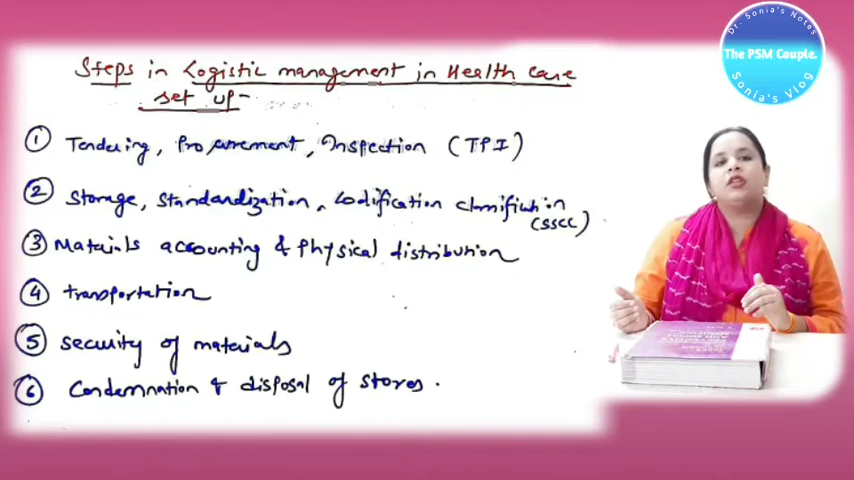 Dr. Sonia's Notes
The PSM Couple.
Sonia's Vlog
Steps in Logistic management in Health care
set up-
① Tendering, Procurement, Inspection (TPI)
② Storage, Standardization, Codification classification
(SSCC)
③ Materials accounting & Physical distribution
④ transportation
⑤ security of materials
⑥ Condemnation & disposal of stores.